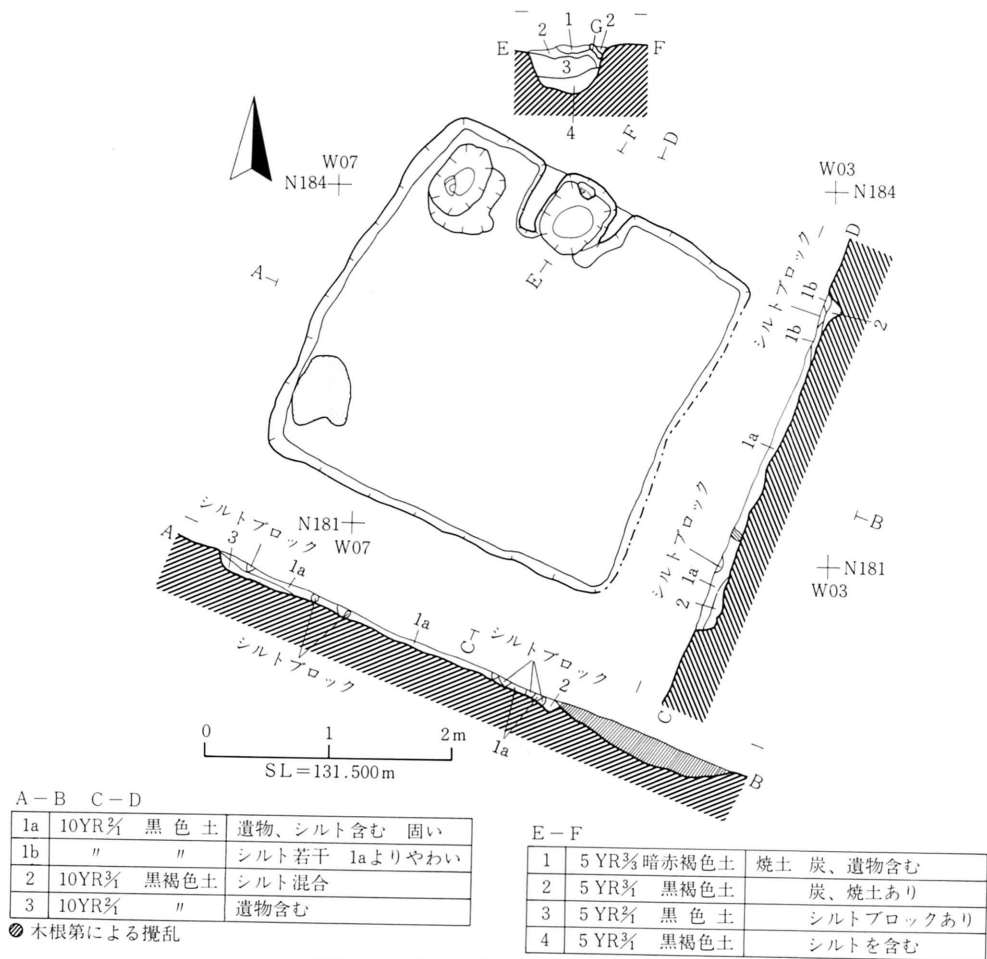 E 2 1 G 2 F
3
4
F D
W07
N184
W03
N184
A
E
D
シルトブロック
1b
1b
2
1a
シルトブロック
B
1a
2
N181
W03
C
N181
W07
A
シルトブロック
3
1a
シルトブロック
1a
C
シルトブロック
2
1a
B
0 1 2m
SL=131.500m
A-B C-D
1a 10YR2/1 黒色土 遺物、シルト含む 固い
1b 〃 〃 シルト若干 1aよりやわい
2 10YR3/1 黒褐色土 シルト混合
3 10YR2/1 〃 遺物含む
木根第による攪乱
E-F
1 5YR3/3 暗赤褐色土 焼土 炭、遺物含む
2 5YR3/1 黒褐色土 炭、焼土あり
3 5YR2/1 黒色土 シルトブロックあり
4 5YR3/1 黒褐色土 シルトを含む